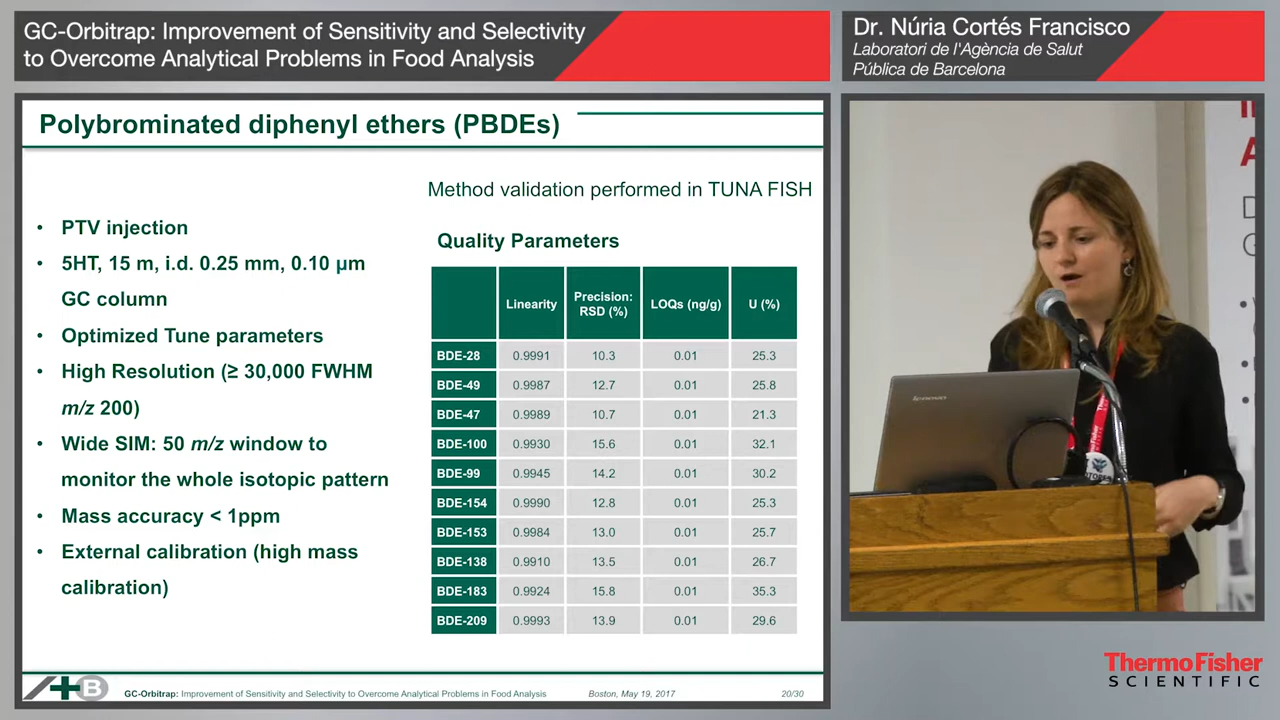 GC-Orbitrap: Improvement of Sensitivity and Selectivity
to Overcome Analytical Problems in Food Analysis
Dr. Núria Cortés Francisco
Laboratori de l'Agència de Salut
Pública de Barcelona
Polybrominated diphenyl ethers (PBDEs)
Method validation performed in TUNA FISH
• PTV injection
• 5HT, 15 m, i.d. 0.25 mm, 0.10 µm
GC column
• Optimized Tune parameters
• High Resolution (≥ 30,000 FWHM
m/z 200)
• Wide SIM: 50 m/z window to
monitor the whole isotopic pattern
• Mass accuracy < 1ppm
• External calibration (high mass
calibration)
Quality Parameters
Linearity Precision: RSD (%) LOQs (ng/g) U (%)
BDE-28 0.9991 10.3 0.01 25.3
BDE-49 0.9987 12.7 0.01 25.8
BDE-47 0.9989 10.7 0.01 21.3
BDE-100 0.9930 15.6 0.01 32.1
BDE-99 0.9945 14.2 0.01 30.2
BDE-154 0.9990 12.8 0.01 25.3
BDE-153 0.9984 13.0 0.01 25.7
BDE-138 0.9910 13.5 0.01 26.7
BDE-183 0.9924 15.8 0.01 35.3
BDE-209 0.9993 13.9 0.01 29.6
B
GC-Orbitrap: Improvement of Sensitivity and Selectivity to Overcome Analytical Problems in Food Analysis Boston, May 19, 2017 20/30
lenovo
ThermoFisher
SCIENTIFIC